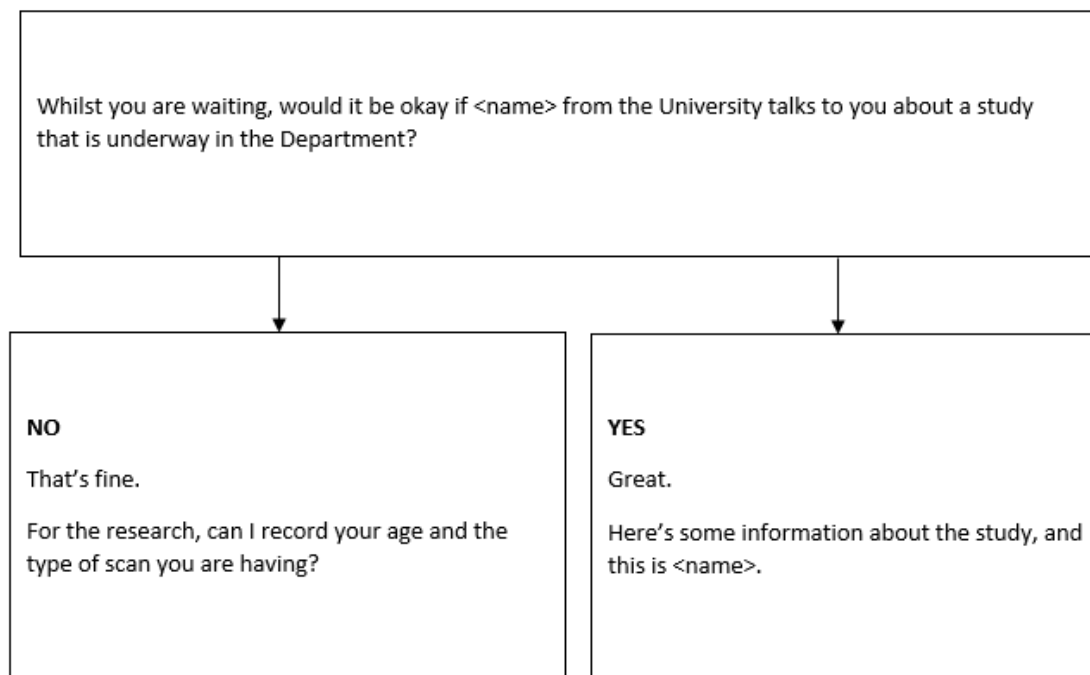 Whilst you are waiting, would it be okay if <name> from the University talks to you about a study
that is underway in the Department?
NO
That's fine.
For the research, can I record your age and the
type of scan you are having?
YES
Great.
Here's some information about the study, and
this is <name>.